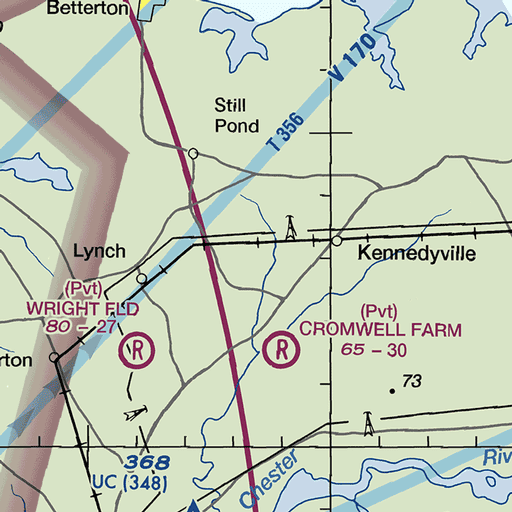 Betterton
V 170
Still
Pond
T 356
Lynch
Kennedyville
(Pvt)
WRIGHT FLD
80 – 27
(Pvt)
CROMWELL FARM
65 – 30
R
R
rton
73
368
UC (348)
Chester
Riv